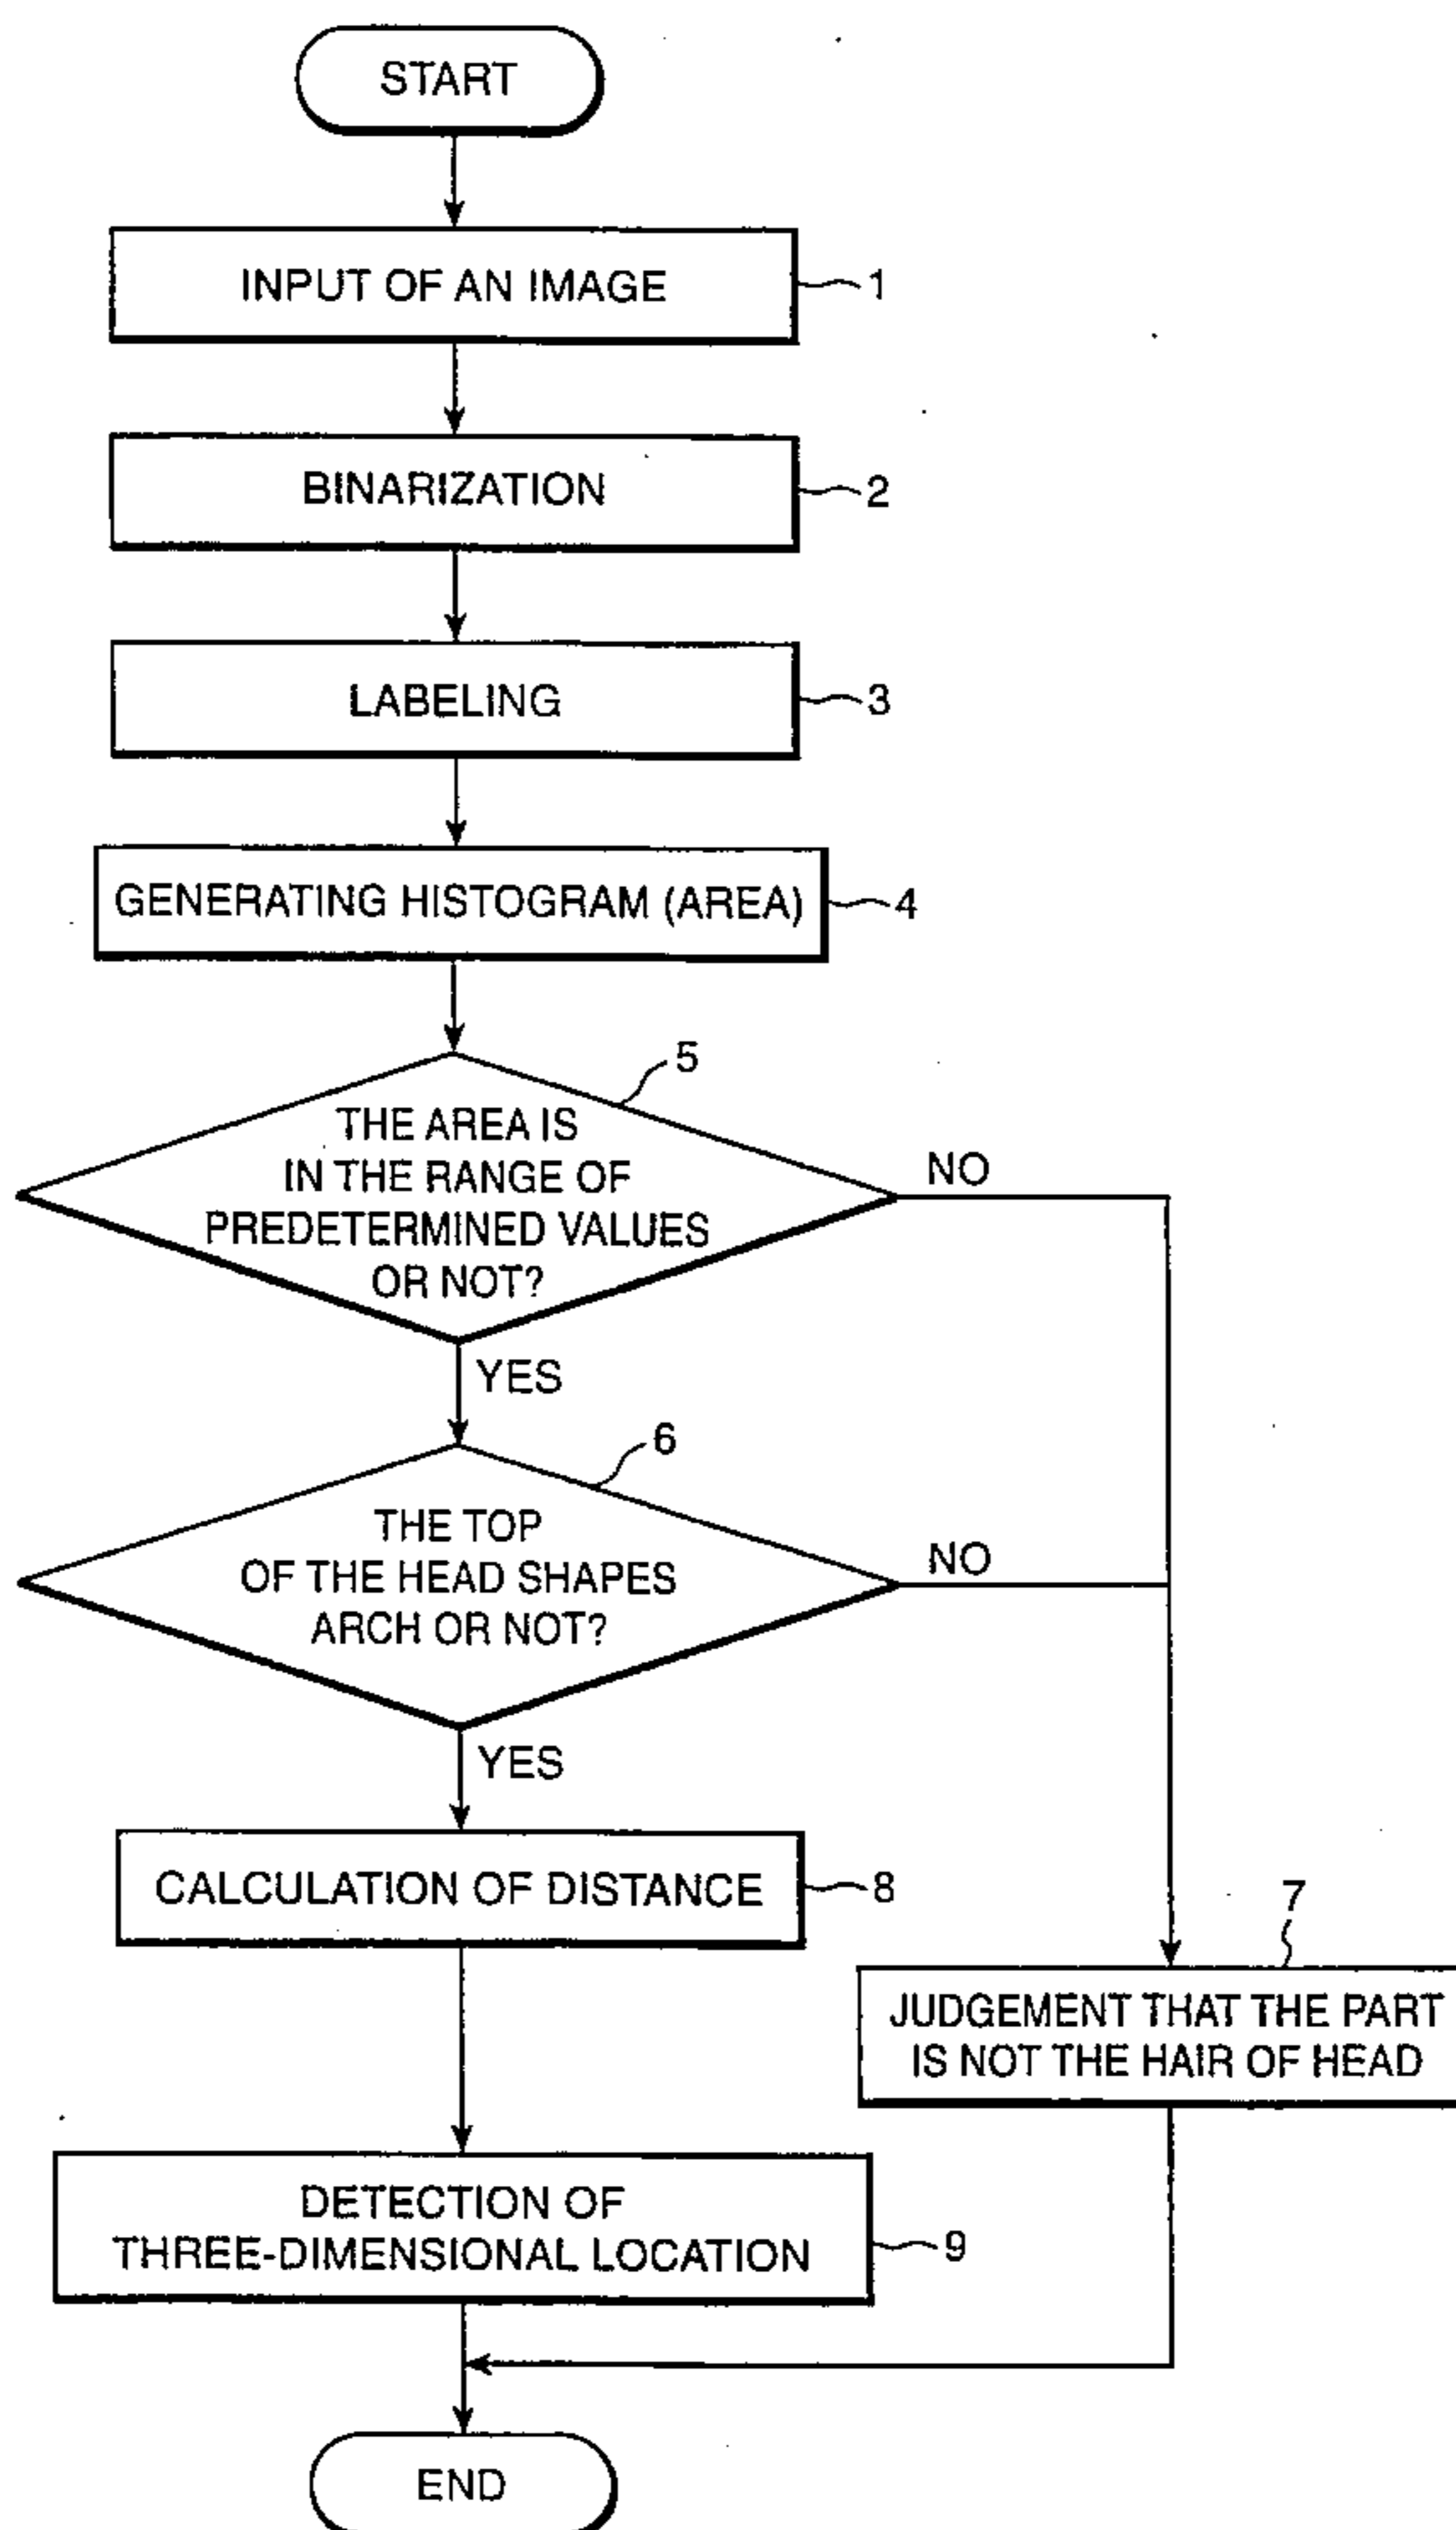 START
INPUT OF AN IMAGE
1
BINARIZATION
2
LABELING
3
GENERATING HISTOGRAM (AREA)
4
5
THE AREA IS
IN THE RANGE OF
PREDETERMINED VALUES
OR NOT?
NO
YES
6
THE TOP
OF THE HEAD SHAPES
ARCH OR NOT?
NO
YES
CALCULATION OF DISTANCE
8
7
JUDGEMENT THAT THE PART
IS NOT THE HAIR OF HEAD
DETECTION OF
THREE-DIMENSIONAL LOCATION
9
END